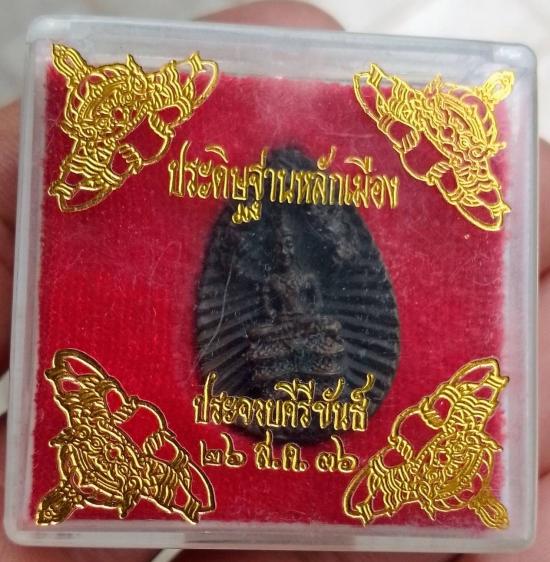 ประดิษฐานหลักเมือง
ประจวบคีรีขันธ์
๒๖ ส.ค. ๓๖